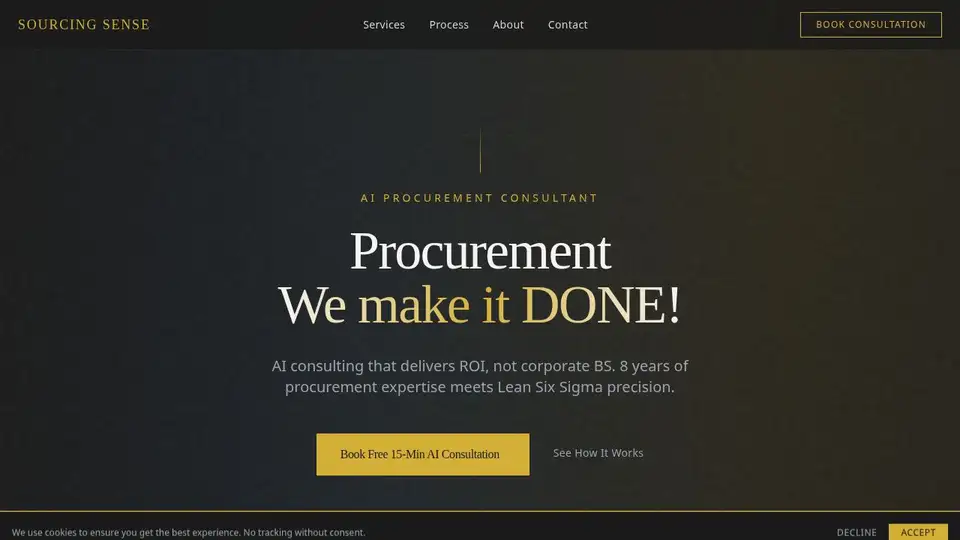 SOURCING SENSE
Services
Process
About
Contact
BOOK CONSULTATION
AI PROCUREMENT CONSULTANT
Procurement
We make it DONE!
AI consulting that delivers ROI, not corporate BS. 8 years of
procurement expertise meets Lean Six Sigma precision.
Book Free 15-Min AI Consultation
See How It Works
We use cookies to ensure you get the best experience. No tracking without consent.
DECLINE
ACCEPT